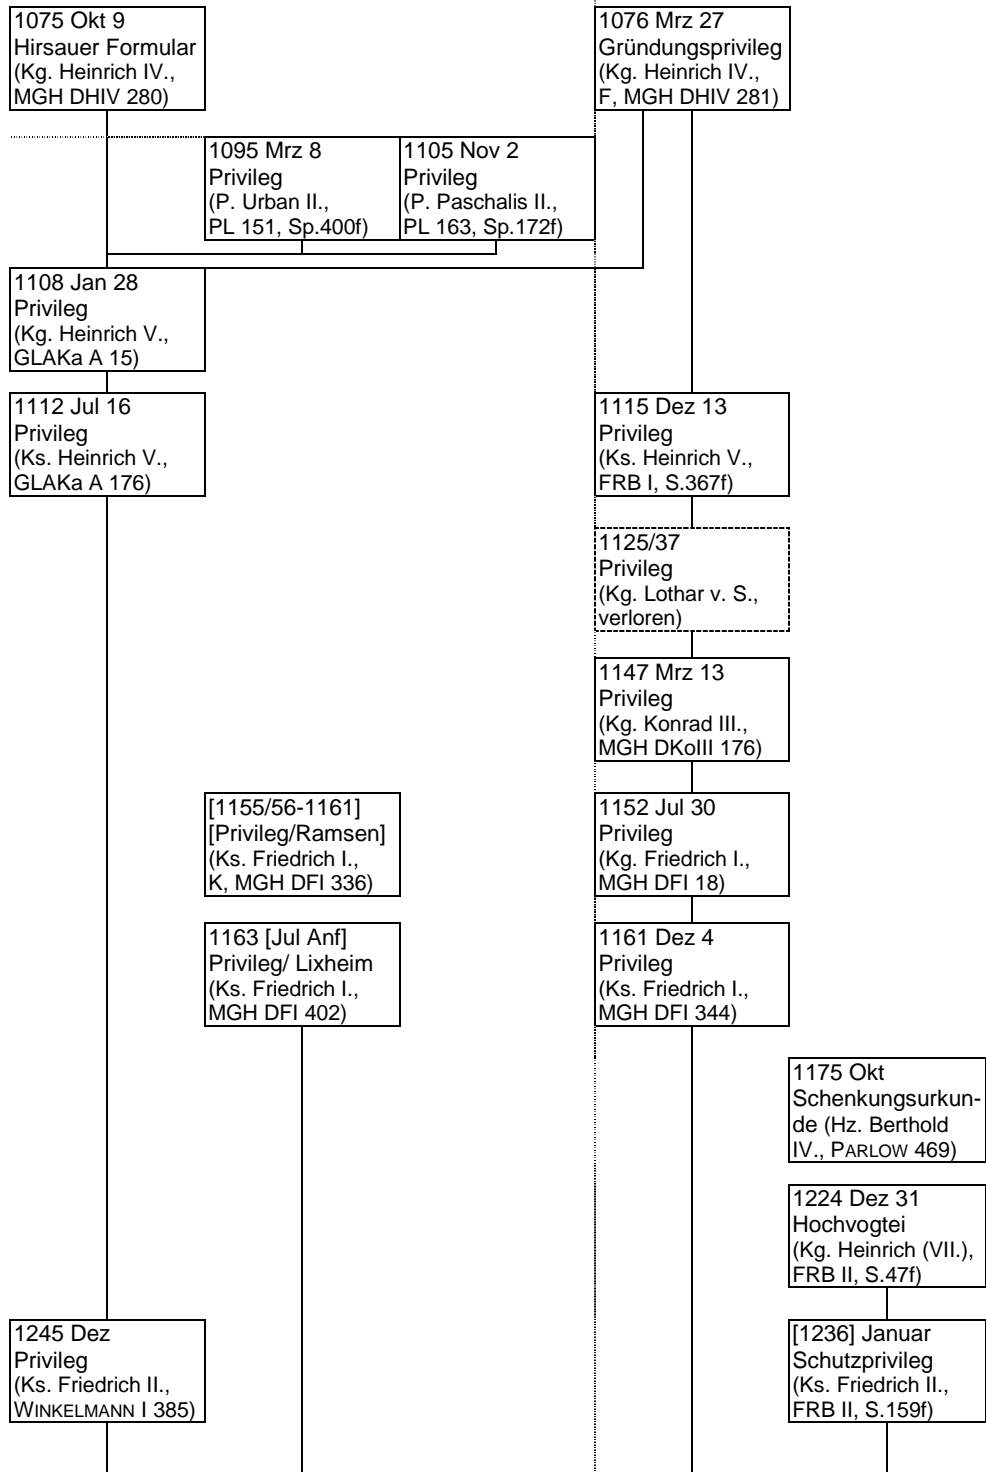 1075 Okt 9
Hirsauer Formular
(Kg. Heinrich IV.,
MGH DHIV 280)
1076 Mrz 27
Gründungsprivileg
(Kg. Heinrich IV.,
F, MGH DHIV 281)
1095 Mrz 8
Privileg
(P. Urban II.,
PL 151, Sp.400f)
1105 Nov 2
Privileg
(P. Paschalis II.,
PL 163, Sp.172f)
1108 Jan 28
Privileg
(Kg. Heinrich V.,
GLAKa A 15)
1112 Jul 16
Privileg
(Ks. Heinrich V.,
GLAKa A 176)
1115 Dez 13
Privileg
(Ks. Heinrich V.,
FRB I, S.367f)
1125/37
Privileg
(Kg. Lothar v. S.,
verloren)
1147 Mrz 13
Privileg
(Kg. Konrad III.,
MGH DKoIII 176)
[1155/56-1161]
[Privileg/Ramsen]
(Ks. Friedrich I.,
K, MGH DFI 336)
1152 Jul 30
Privileg
(Kg. Friedrich I.,
MGH DFI 18)
1163 [Jul Anf]
Privileg/ Lixheim
(Ks. Friedrich I.,
MGH DFI 402)
1161 Dez 4
Privileg
(Ks. Friedrich I.,
MGH DFI 344)
1175 Okt
Schenkungsurkun-
de (Hz. Berthold
IV., PARLOW 469)
1224 Dez 31
Hochvogtei
(Kg. Heinrich (VII.),
FRB II, S.47f)
1245 Dez
Privileg
(Ks. Friedrich II.,
WINKELMANN I 385)
[1236] Januar
Schutzprivileg
(Ks. Friedrich II.,
FRB II, S.159f)